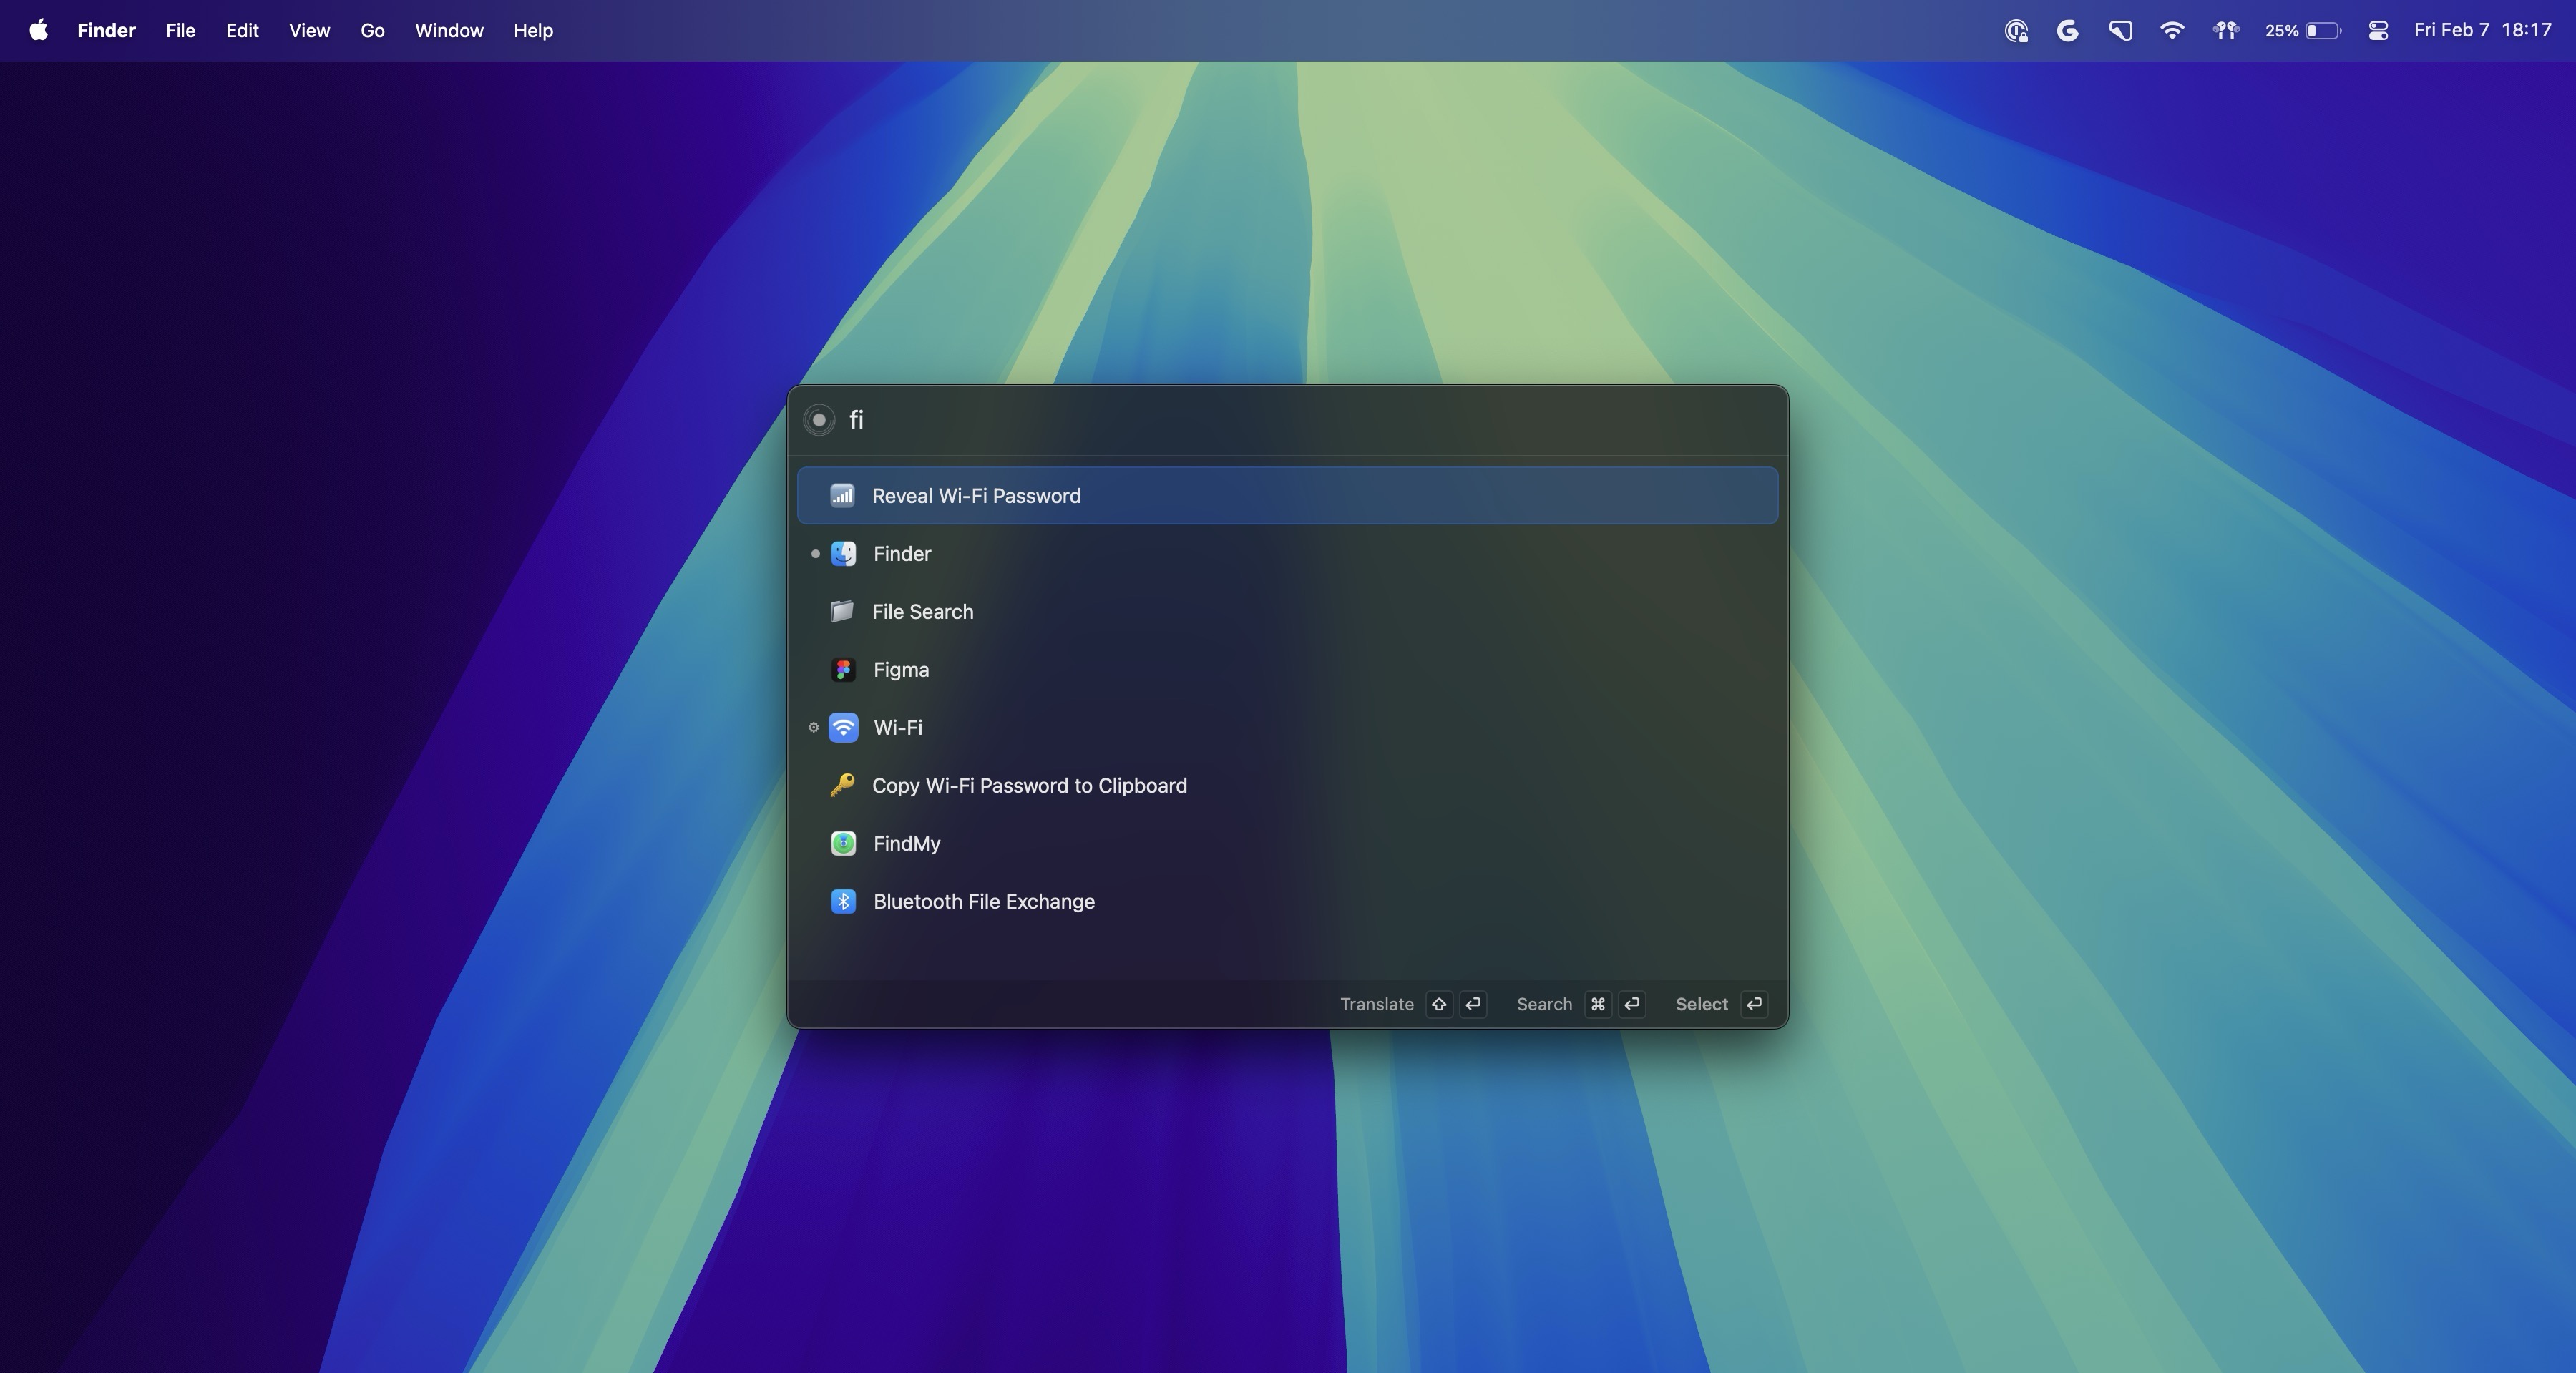 Finder File Edit View Go Window Help 25% Fri Feb 7 18:17
fi
Reveal Wi-Fi Password
Finder
File Search
Figma
Wi-Fi
Copy Wi-Fi Password to Clipboard
FindMy
Bluetooth File Exchange
Translate Search ⌘ Select